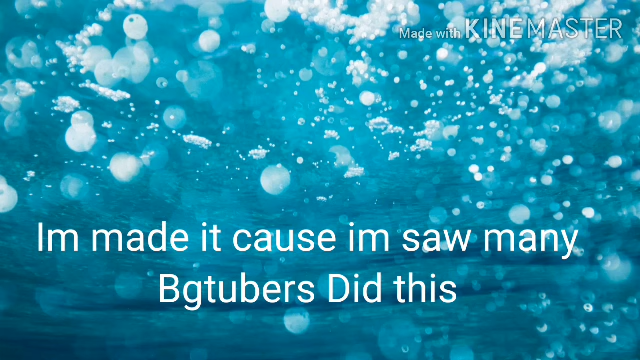 Made with KINEMASTER
Im made it cause im saw many
Bgtubers Did this